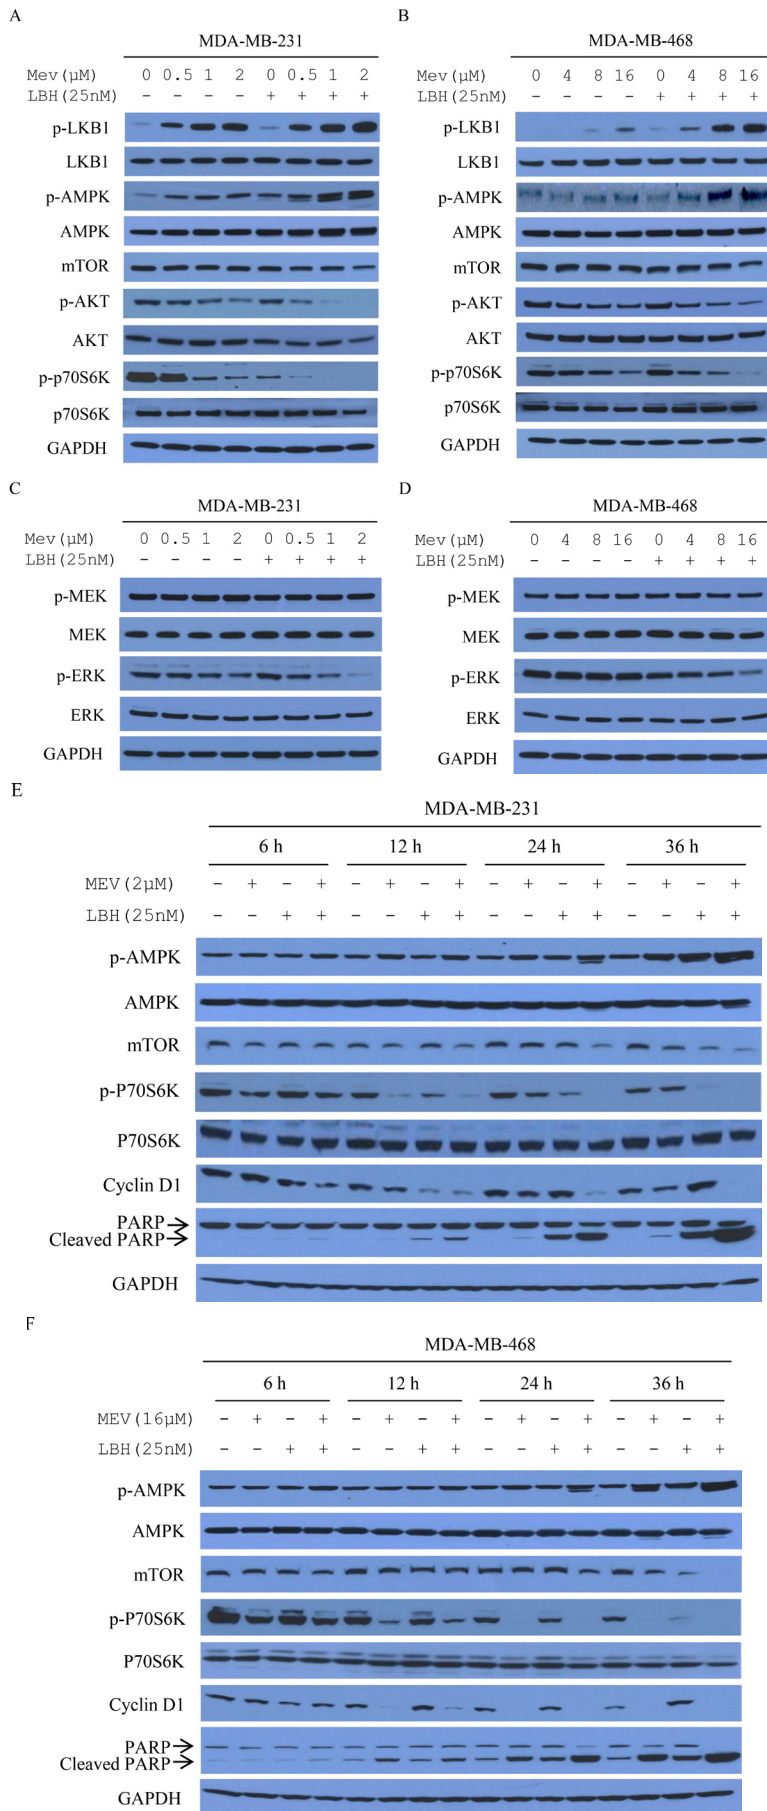 A
MDA-MB-231
Mev(µM) 0 0.5 1 2 0 0.5 1 2
LBH(25nM) − − − − + + + +
p-LKB1
LKB1
p-AMPK
AMPK
mTOR
p-AKT
AKT
p-p70S6K
p70S6K
GAPDH
B
MDA-MB-468
Mev(µM) 0 4 8 16 0 4 8 16
LBH(25nM) − − − − + + + +
p-LKB1
LKB1
p-AMPK
AMPK
mTOR
p-AKT
AKT
p-p70S6K
p70S6K
GAPDH
C
MDA-MB-231
Mev(µM) 0 0.5 1 2 0 0.5 1 2
LBH(25nM) − − − − + + + +
p-MEK
MEK
p-ERK
ERK
GAPDH
D
MDA-MB-468
Mev(µM) 0 4 8 16 0 4 8 16
LBH(25nM) − − − − + + + +
p-MEK
MEK
p-ERK
ERK
GAPDH
E
MDA-MB-231
6 h 12 h 24 h 36 h
MEV(2µM) − + − + − + − + − + − + − + − +
LBH(25nM) − − + + − − + + − − + + − − + +
p-AMPK
AMPK
mTOR
p-P70S6K
P70S6K
Cyclin D1
PARP
Cleaved PARP
GAPDH
F
MDA-MB-468
6 h 12 h 24 h 36 h
MEV(16µM) − + − + − + − + − + − + − + − +
LBH(25nM) − − + + − − + + − − + + − − + +
p-AMPK
AMPK
mTOR
p-P70S6K
P70S6K
Cyclin D1
PARP
Cleaved PARP
GAPDH